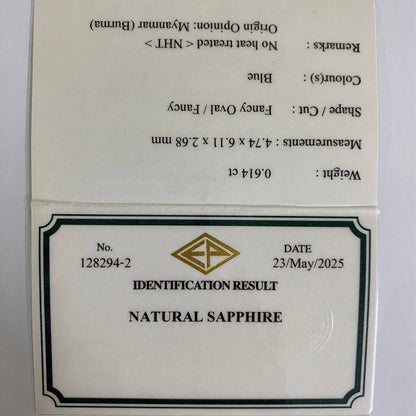 Weight : 0.614 ct
Measurements : 4.74 x 6.11 x 2.68 mm
Shape / Cut : Fancy Oval / Fancy
Colour(s) : Blue
Remarks : No heat treated < NHT >
Origin Opinion: Myanmar (Burma)
No. DATE
128294-2 23/May/2025
EP
IDENTIFICATION RESULT
NATURAL SAPPHIRE